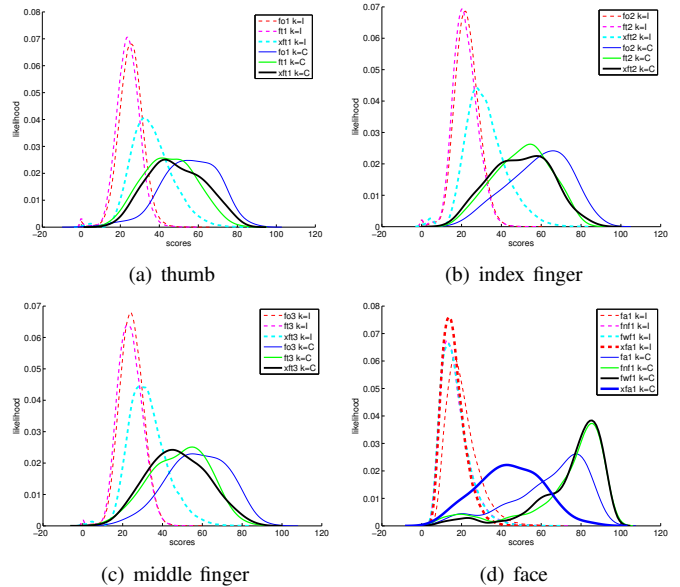 0.08
0.07
0.06
0.05
0.04
0.03
0.02
0.01
0
−20 0 20 40 60 80 100 120
likelihood
scores
fo1 k=I
ft1 k=I
xft1 k=I
fo1 k=C
ft1 k=C
xft1 k=C
(a) thumb
0.07
0.06
0.05
0.04
0.03
0.02
0.01
0
−20 0 20 40 60 80 100 120
likelihood
scores
fo2 k=I
ft2 k=I
xft2 k=I
fo2 k=C
ft2 k=C
xft2 k=C
(b) index finger
0.07
0.06
0.05
0.04
0.03
0.02
0.01
0
−20 0 20 40 60 80 100 120
likelihood
scores
fo3 k=I
ft3 k=I
xft3 k=I
fo3 k=C
ft3 k=C
xft3 k=C
(c) middle finger
0.08
0.07
0.06
0.05
0.04
0.03
0.02
0.01
0
−20 0 20 40 60 80 100 120
likelihood
scores
fa1 k=I
fnf1 k=I
fwf1 k=I
xfa1 k=I
fa1 k=C
fnf1 k=C
fwf1 k=C
xfa1 k=C
(d) face